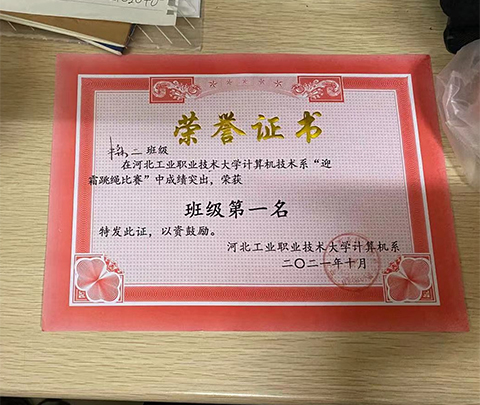 荣誉证书
二班级
在河北工业职业技术大学计算机技术系“迎
霜跳绳比赛”中成绩突出，荣获
班级第一名
特发此证，以资鼓励。
河北工业职业技术大学计算机系
二〇二一年十月